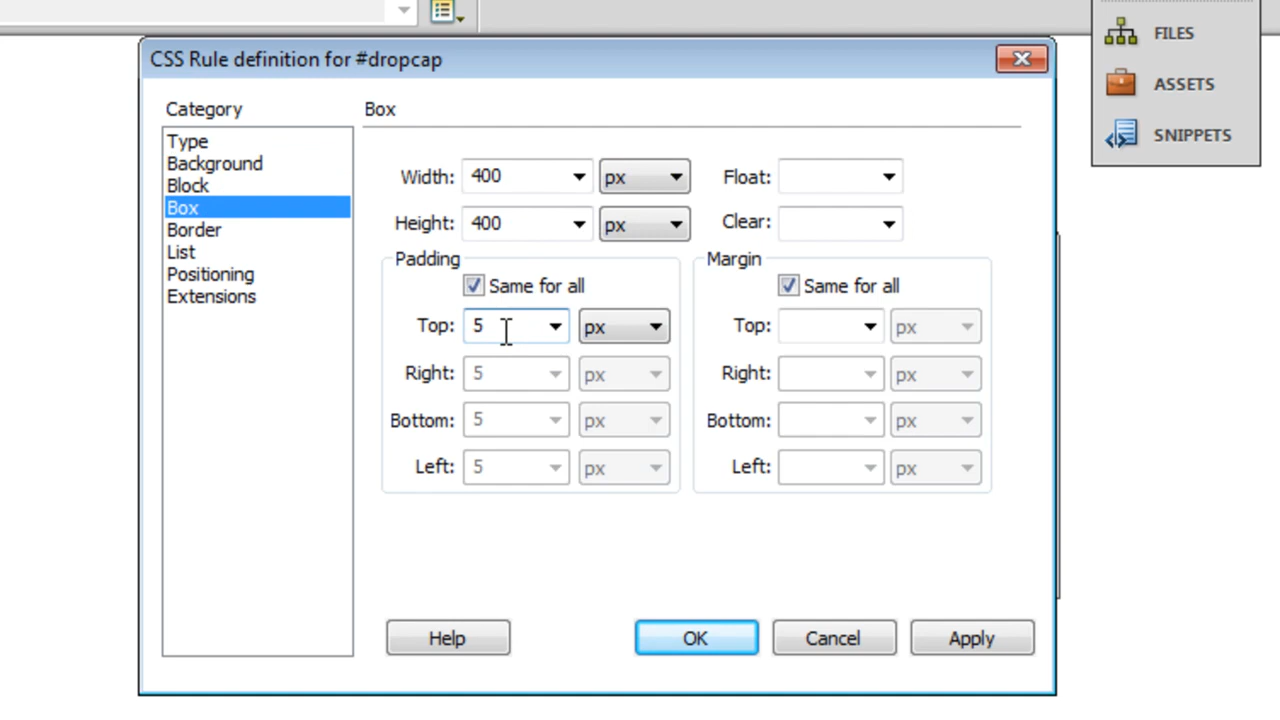 FILES
CSS Rule definition for #dropcap
ASSETS
Category
Box
SNIPPETS
Type
Background
Block
Box
Border
List
Positioning
Extensions
Width: 400 px Float:
Height: 400 px Clear:
Padding Margin
Same for all Same for all
Top: 5 px Top: px
Right: 5 px Right: px
Bottom: 5 px Bottom: px
Left: 5 px Left: px
Help OK Cancel Apply